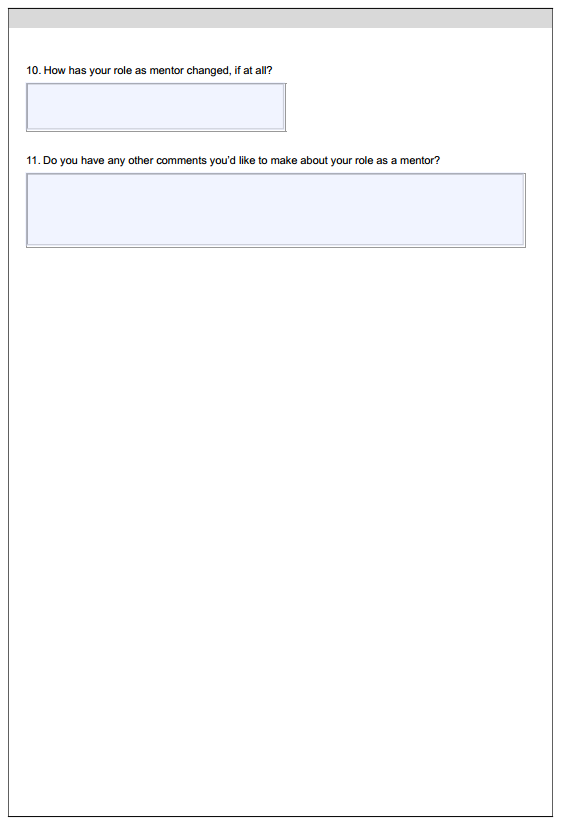 10. How has your role as mentor changed, if at all?
11. Do you have any other comments you'd like to make about your role as a mentor?